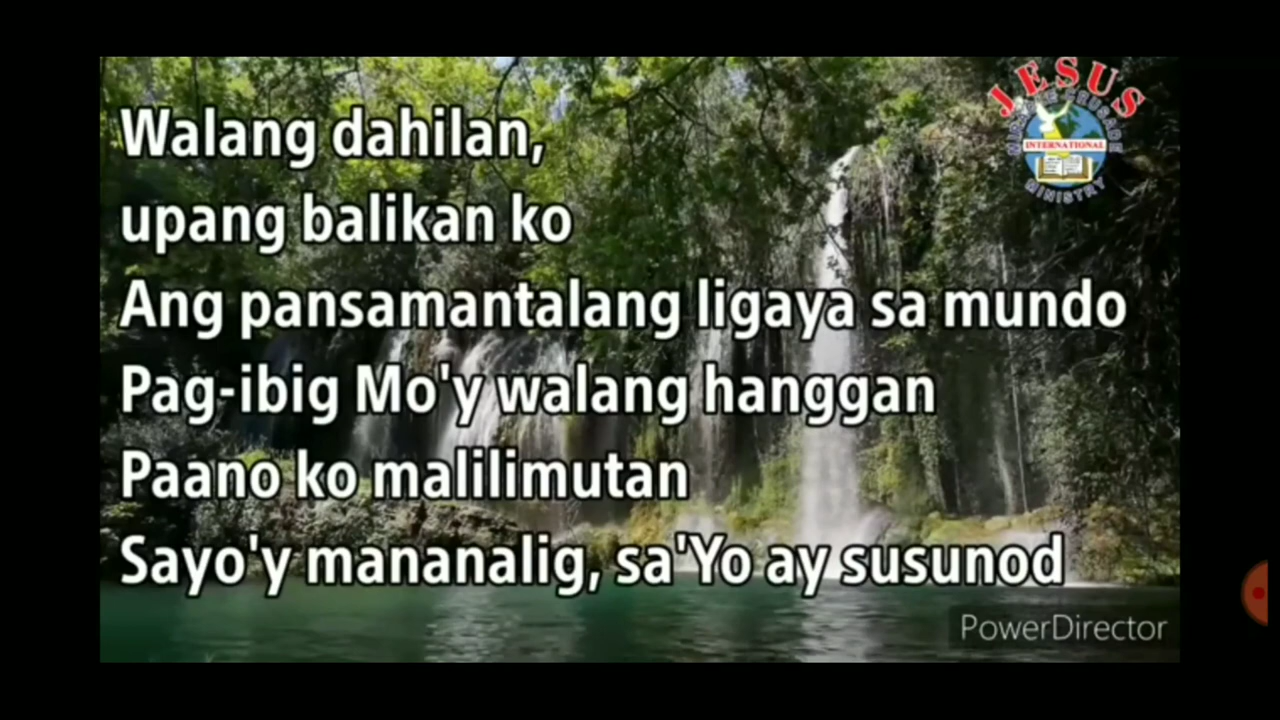 JESUS
INTERNATIONAL
MINISTRY
Walang dahilan,
upang balikan ko
Ang pansamantalang ligaya sa mundo
Pag-ibig Mo'y walang hanggan
Paano ko malilimutan
Sayo'y mananalig, sa'Yo ay susunod
PowerDirector